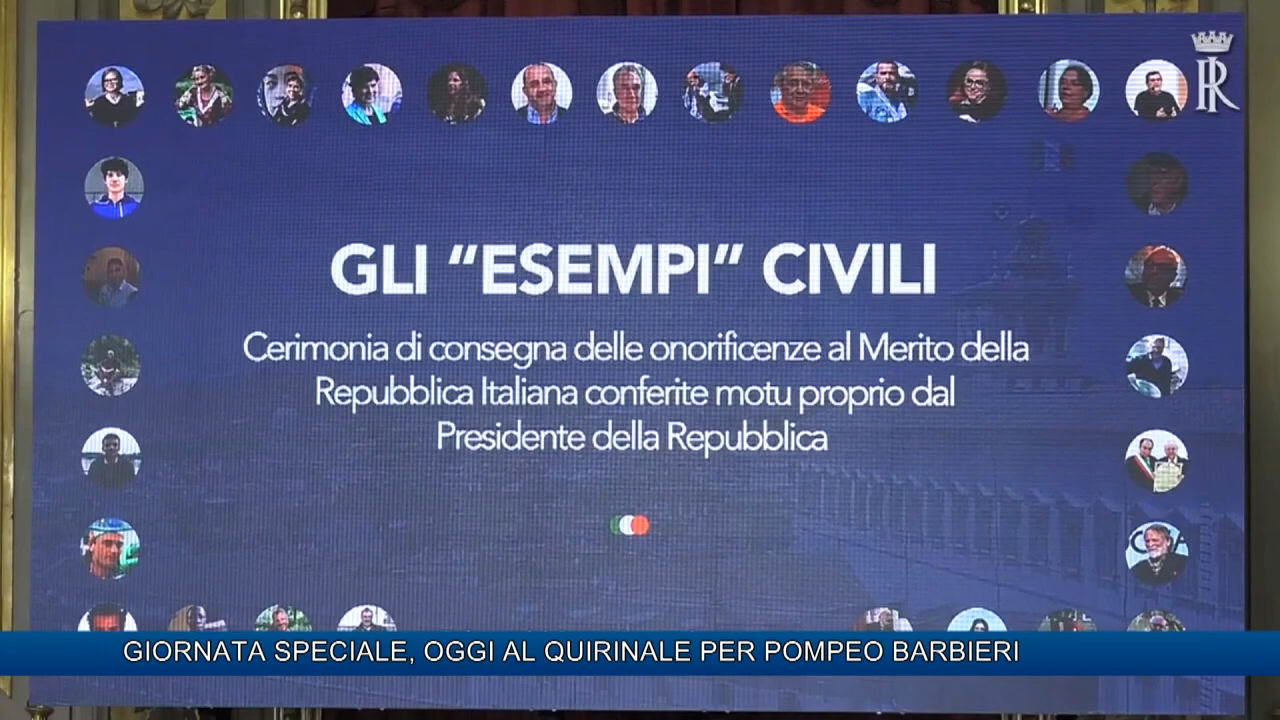 GLI “ESEMPI” CIVILI
Cerimonia di consegna delle onorificenze al Merito della
Repubblica Italiana conferite motu proprio dal
Presidente della Repubblica
GIORNATA SPECIALE, OGGI AL QUIRINALE PER POMPEO BARBIERI